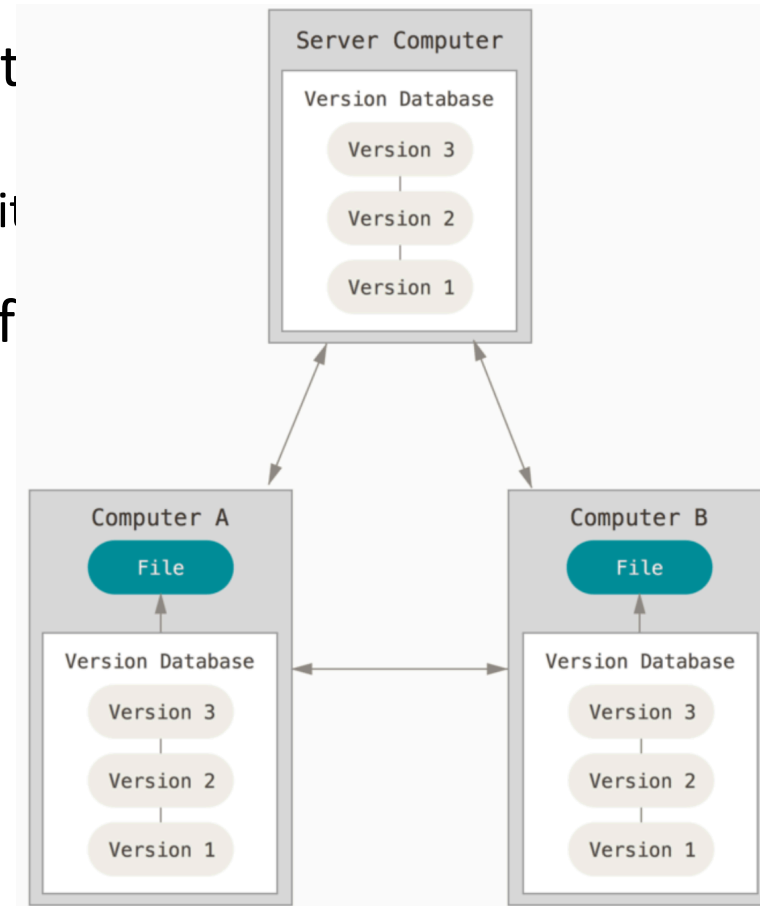 t
it
f
Server Computer
Version Database
Version 3
Version 2
Version 1
Computer A
File
Version Database
Version 3
Version 2
Version 1
Computer B
File
Version Database
Version 3
Version 2
Version 1